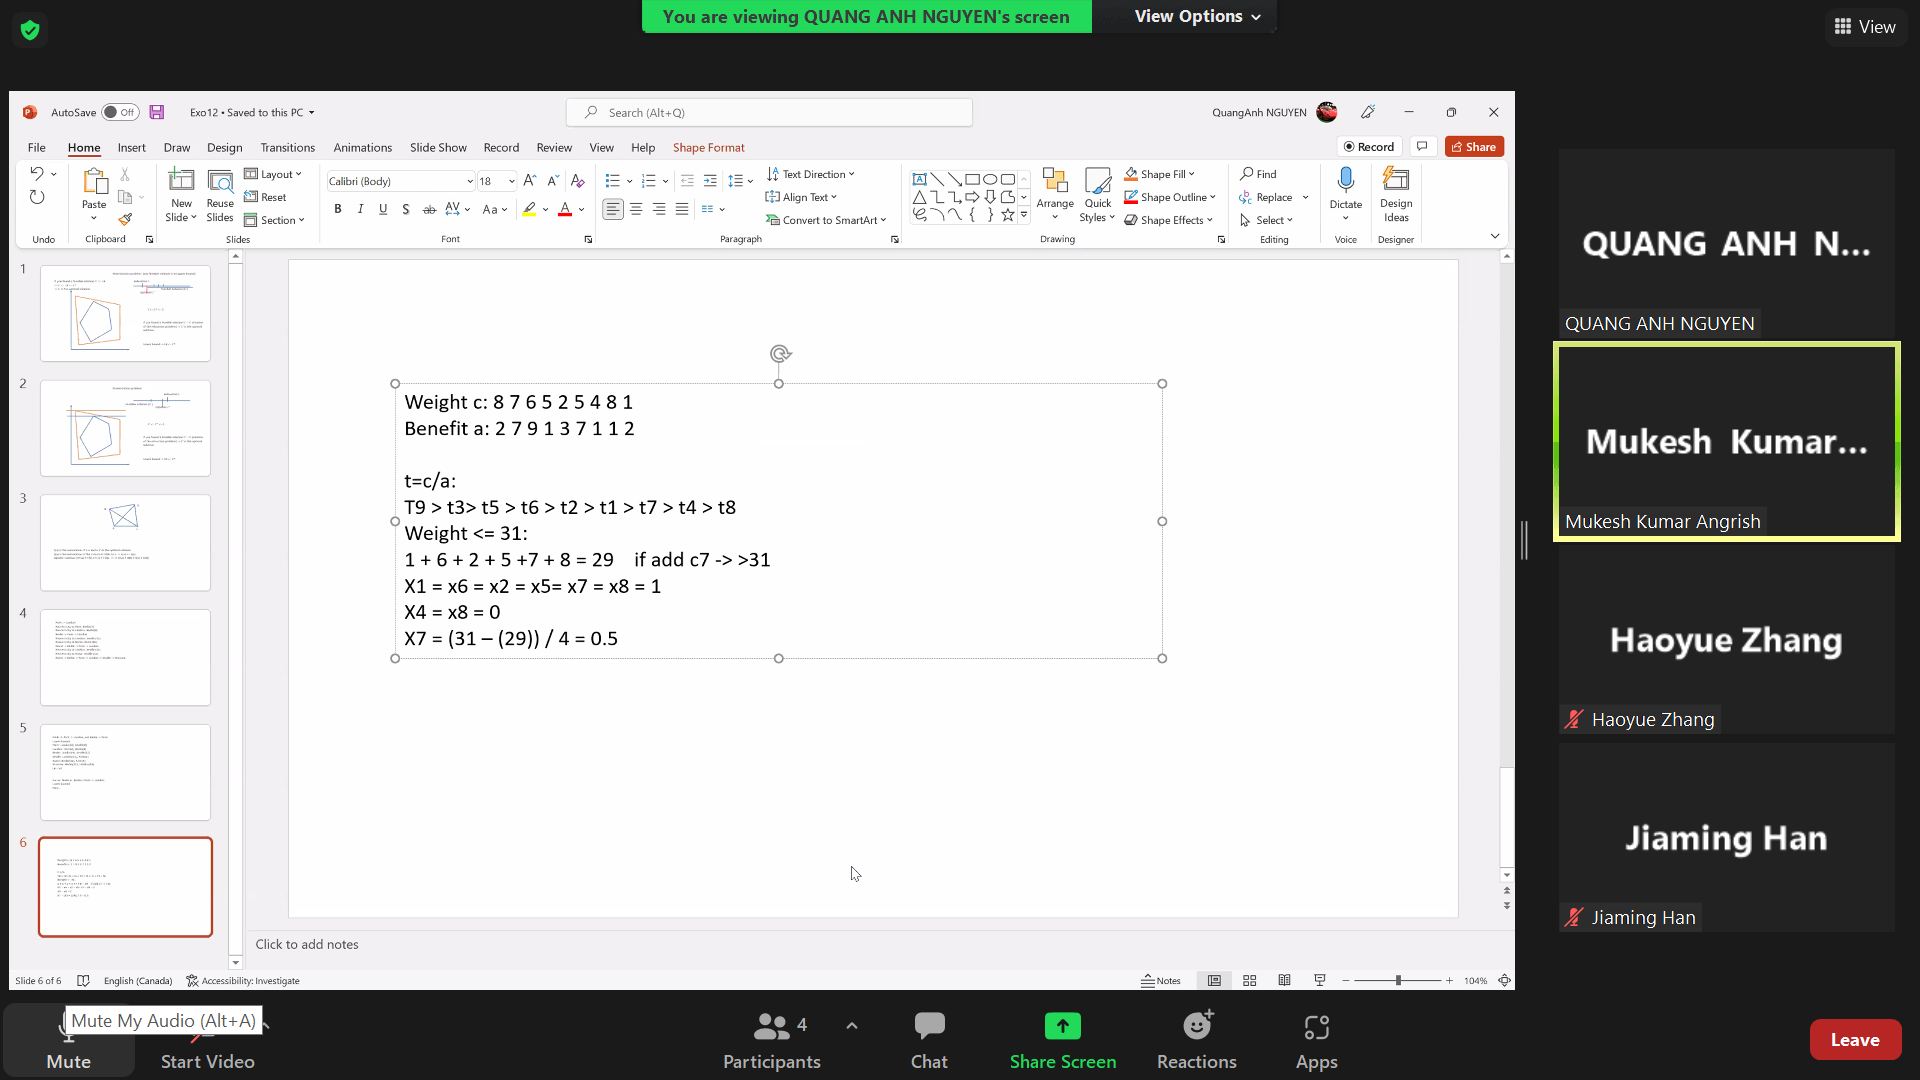 You are viewing QUANG ANH NGUYEN's screen
View Options
View
AutoSave Off
Exo12 • Saved to this PC
Search (Alt+Q)
QuangAnh NGUYEN
File Home Insert Draw Design Transitions Animations Slide Show Record Review View Help Shape Format
Record
Share
Paste
New Slide
Reuse Slides
Layout
Reset
Section
Calibri (Body) 18
Text Direction
Align Text
Convert to SmartArt
Arrange
Quick Styles
Shape Fill
Shape Outline
Shape Effects
Find
Replace
Select
Dictate
Design Ideas
Undo Clipboard Slides Font Paragraph Drawing Editing Voice Designer
1
2
3
4
5
6
Weight c: 8 7 6 5 2 5 4 8 1
Benefit a: 2 7 9 1 3 7 1 1 2
t=c/a:
T9 > t3> t5 > t6 > t2 > t1 > t7 > t4 > t8
Weight <= 31:
1 + 6 + 2 + 5 +7 + 8 = 29 if add c7 -> >31
X1 = x6 = x2 = x5= x7 = x8 = 1
X4 = x8 = 0
X7 = (31 – (29)) / 4 = 0.5
Click to add notes
Slide 6 of 6 English (Canada) Accessibility: Investigate
Notes
104%
QUANG ANH N...
QUANG ANH NGUYEN
Mukesh Kumar...
Mukesh Kumar Angrish
Haoyue Zhang
Haoyue Zhang
Jiaming Han
Jiaming Han
Mute My Audio (Alt+A)
Mute
Start Video
4
Participants
Chat
Share Screen
Reactions
Apps
Leave